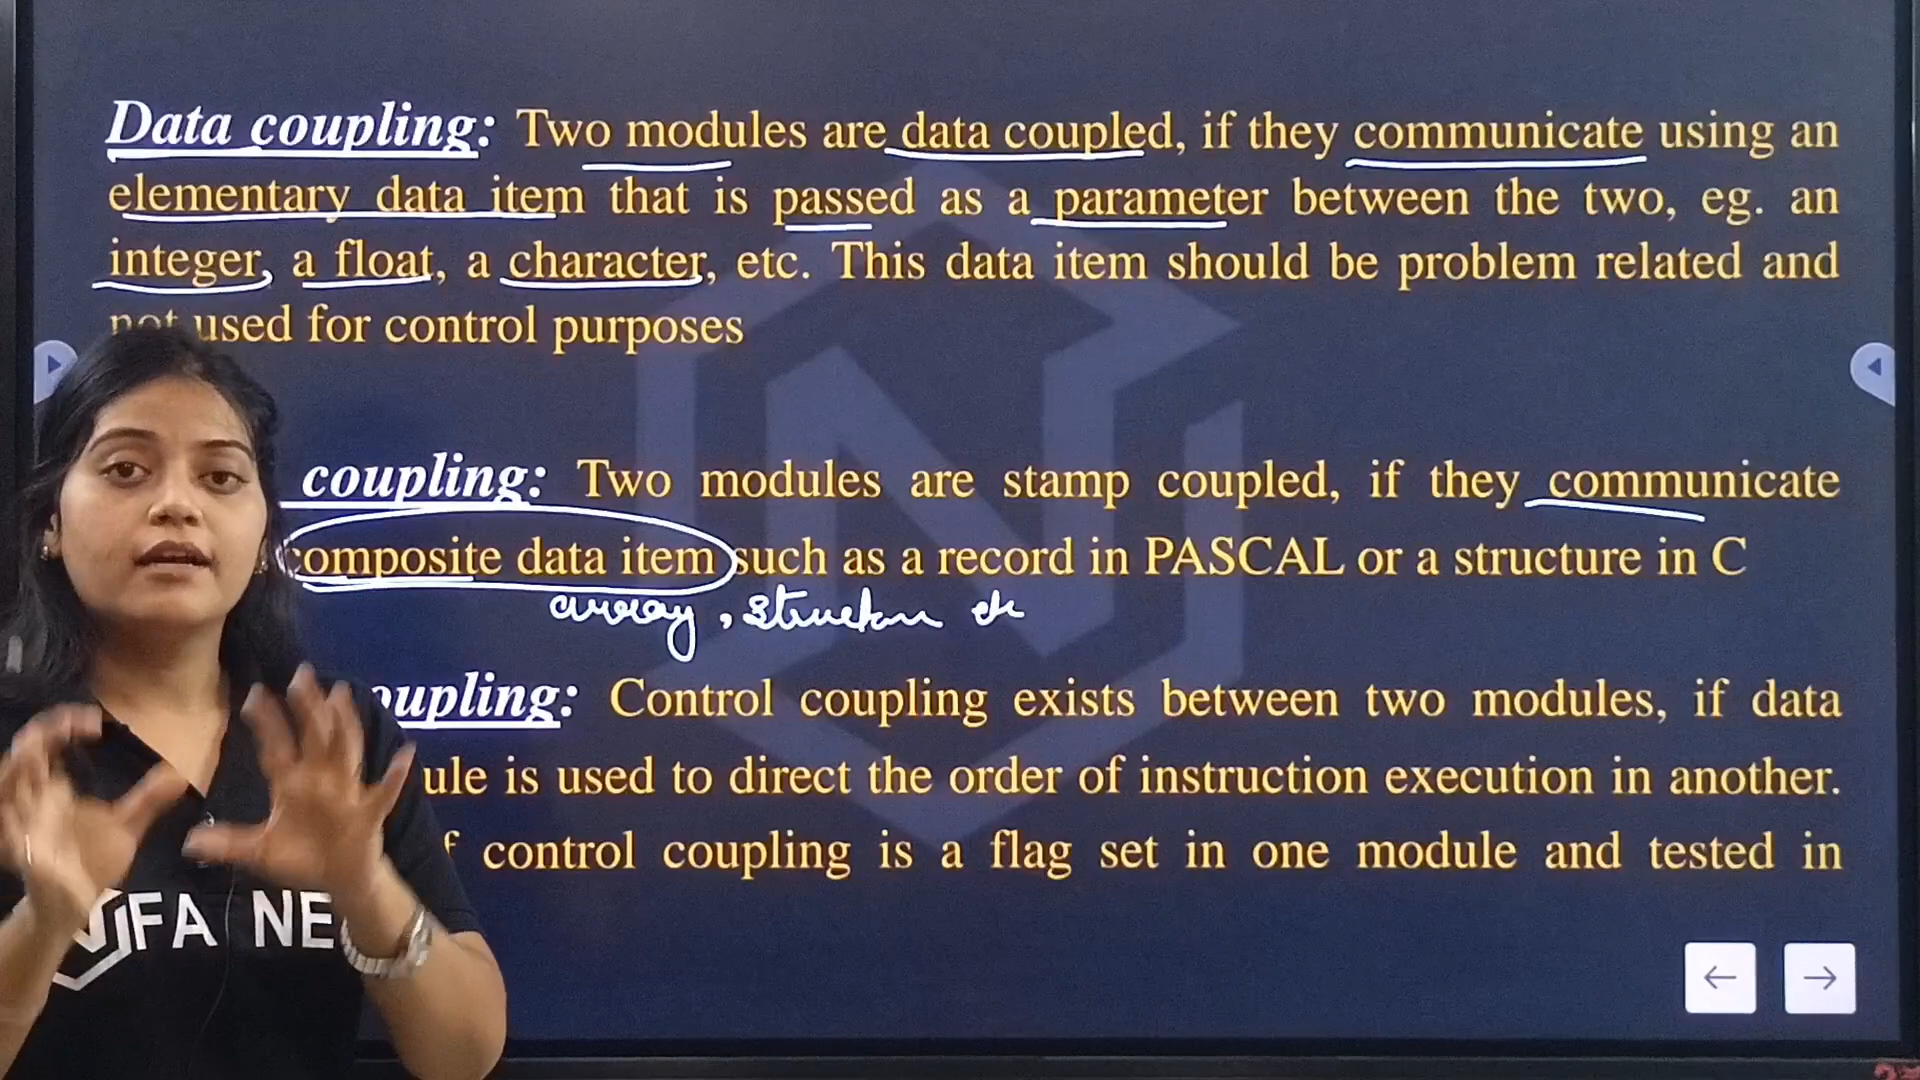 Data coupling: Two modules are data coupled, if they communicate using an
elementary data item that is passed as a parameter between the two, eg. an
integer, a float, a character, etc. This data item should be problem related and
not used for control purposes
coupling: Two modules are stamp coupled, if they communicate
composite data item such as a record in PASCAL or a structure in C
array, structure etc
coupling: Control coupling exists between two modules, if data
ule is used to direct the order of instruction execution in another.
f control coupling is a flag set in one module and tested in
FA NE